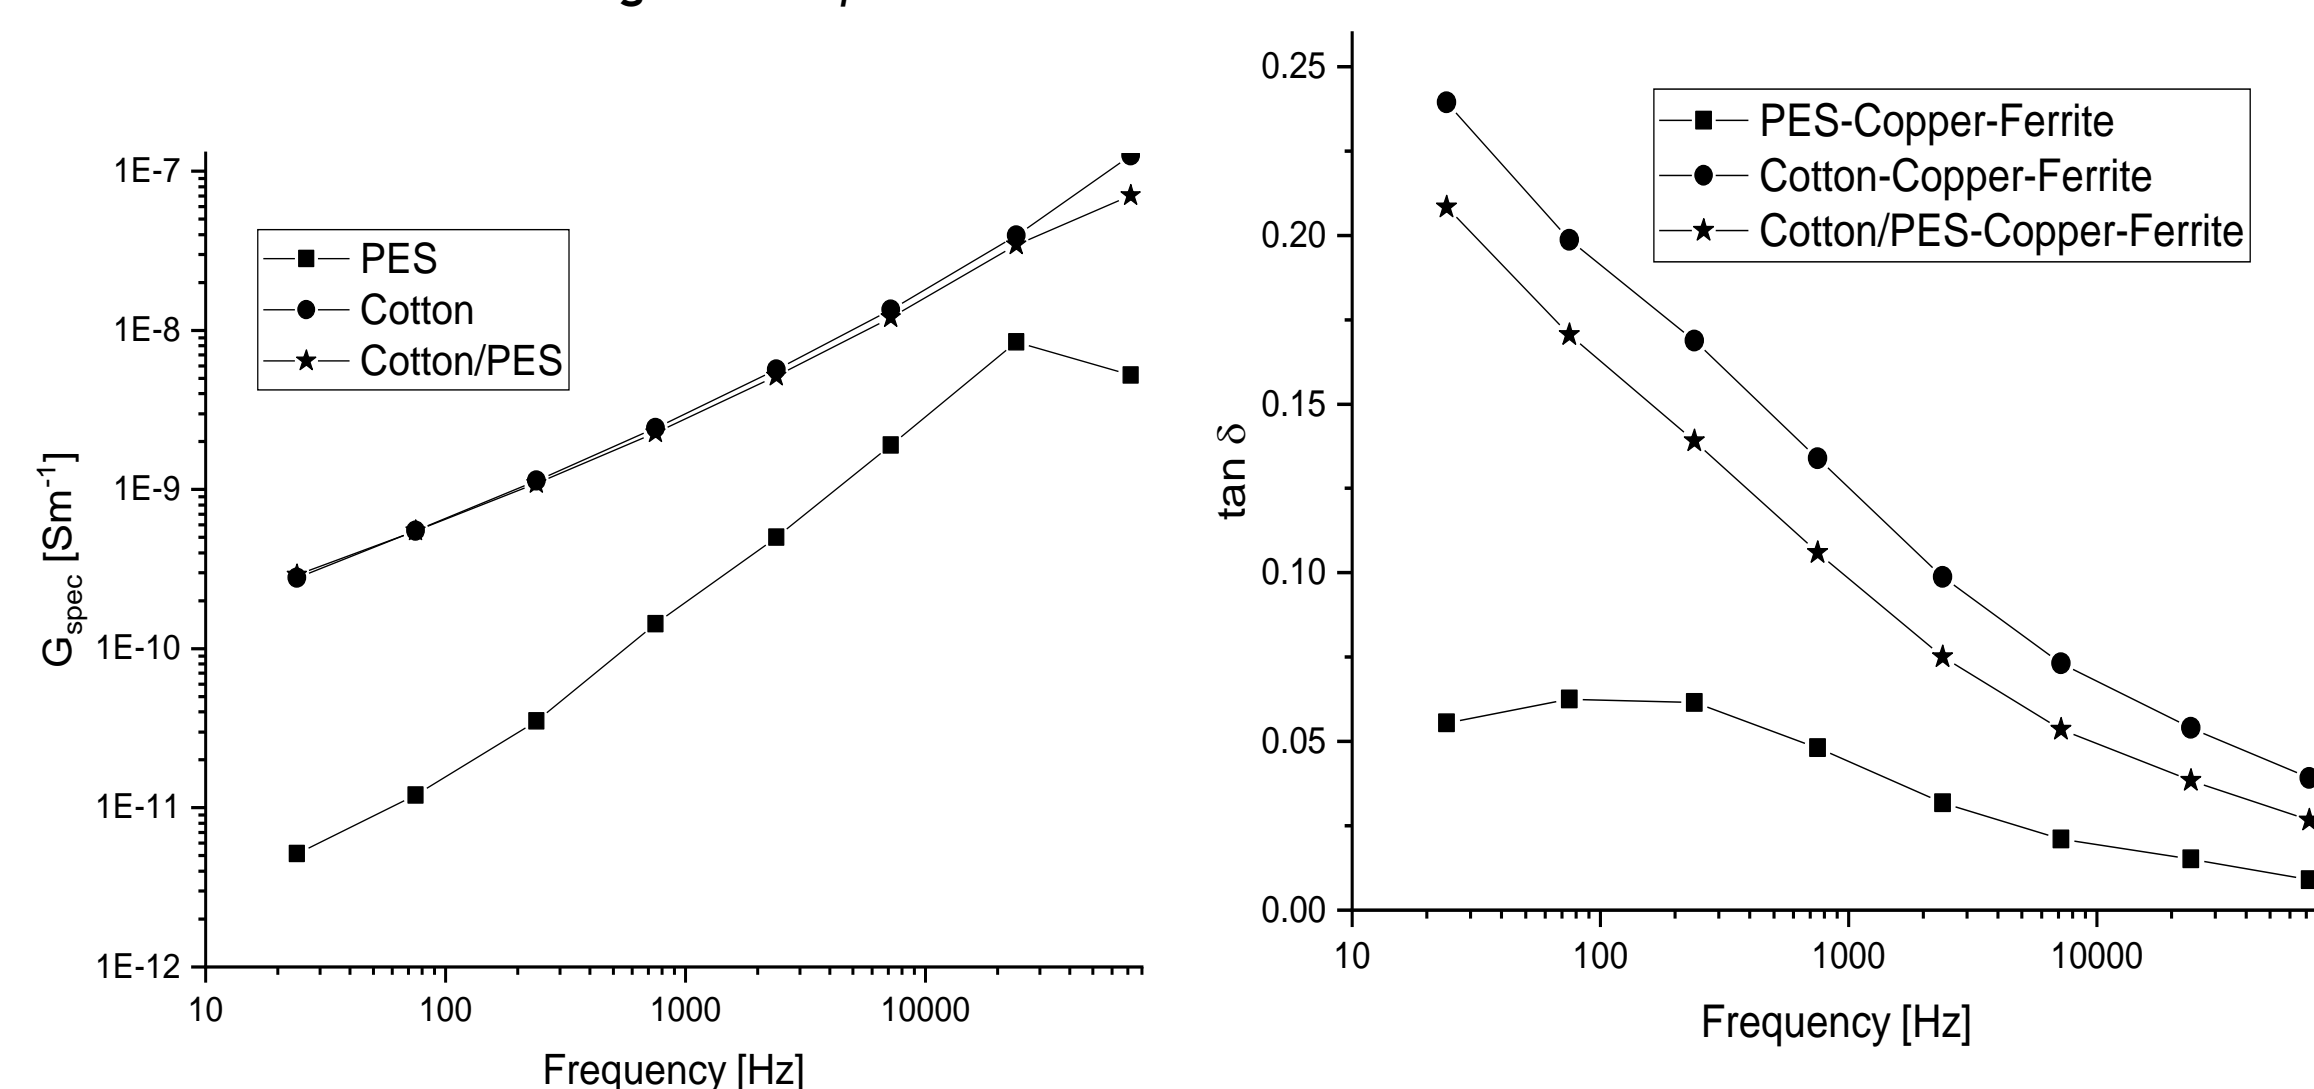 1E-7
1E-8
1E-9
1E-10
1E-11
1E-12
G_spec [Sm^-1]
PES
Cotton
Cotton/PES
10 100 1000 10000
Frequency [Hz]
0.25
0.20
0.15
0.10
0.05
0.00
tan δ
PES-Copper-Ferrite
Cotton-Copper-Ferrite
Cotton/PES-Copper-Ferrite
10 100 1000 10000
Frequency [Hz]